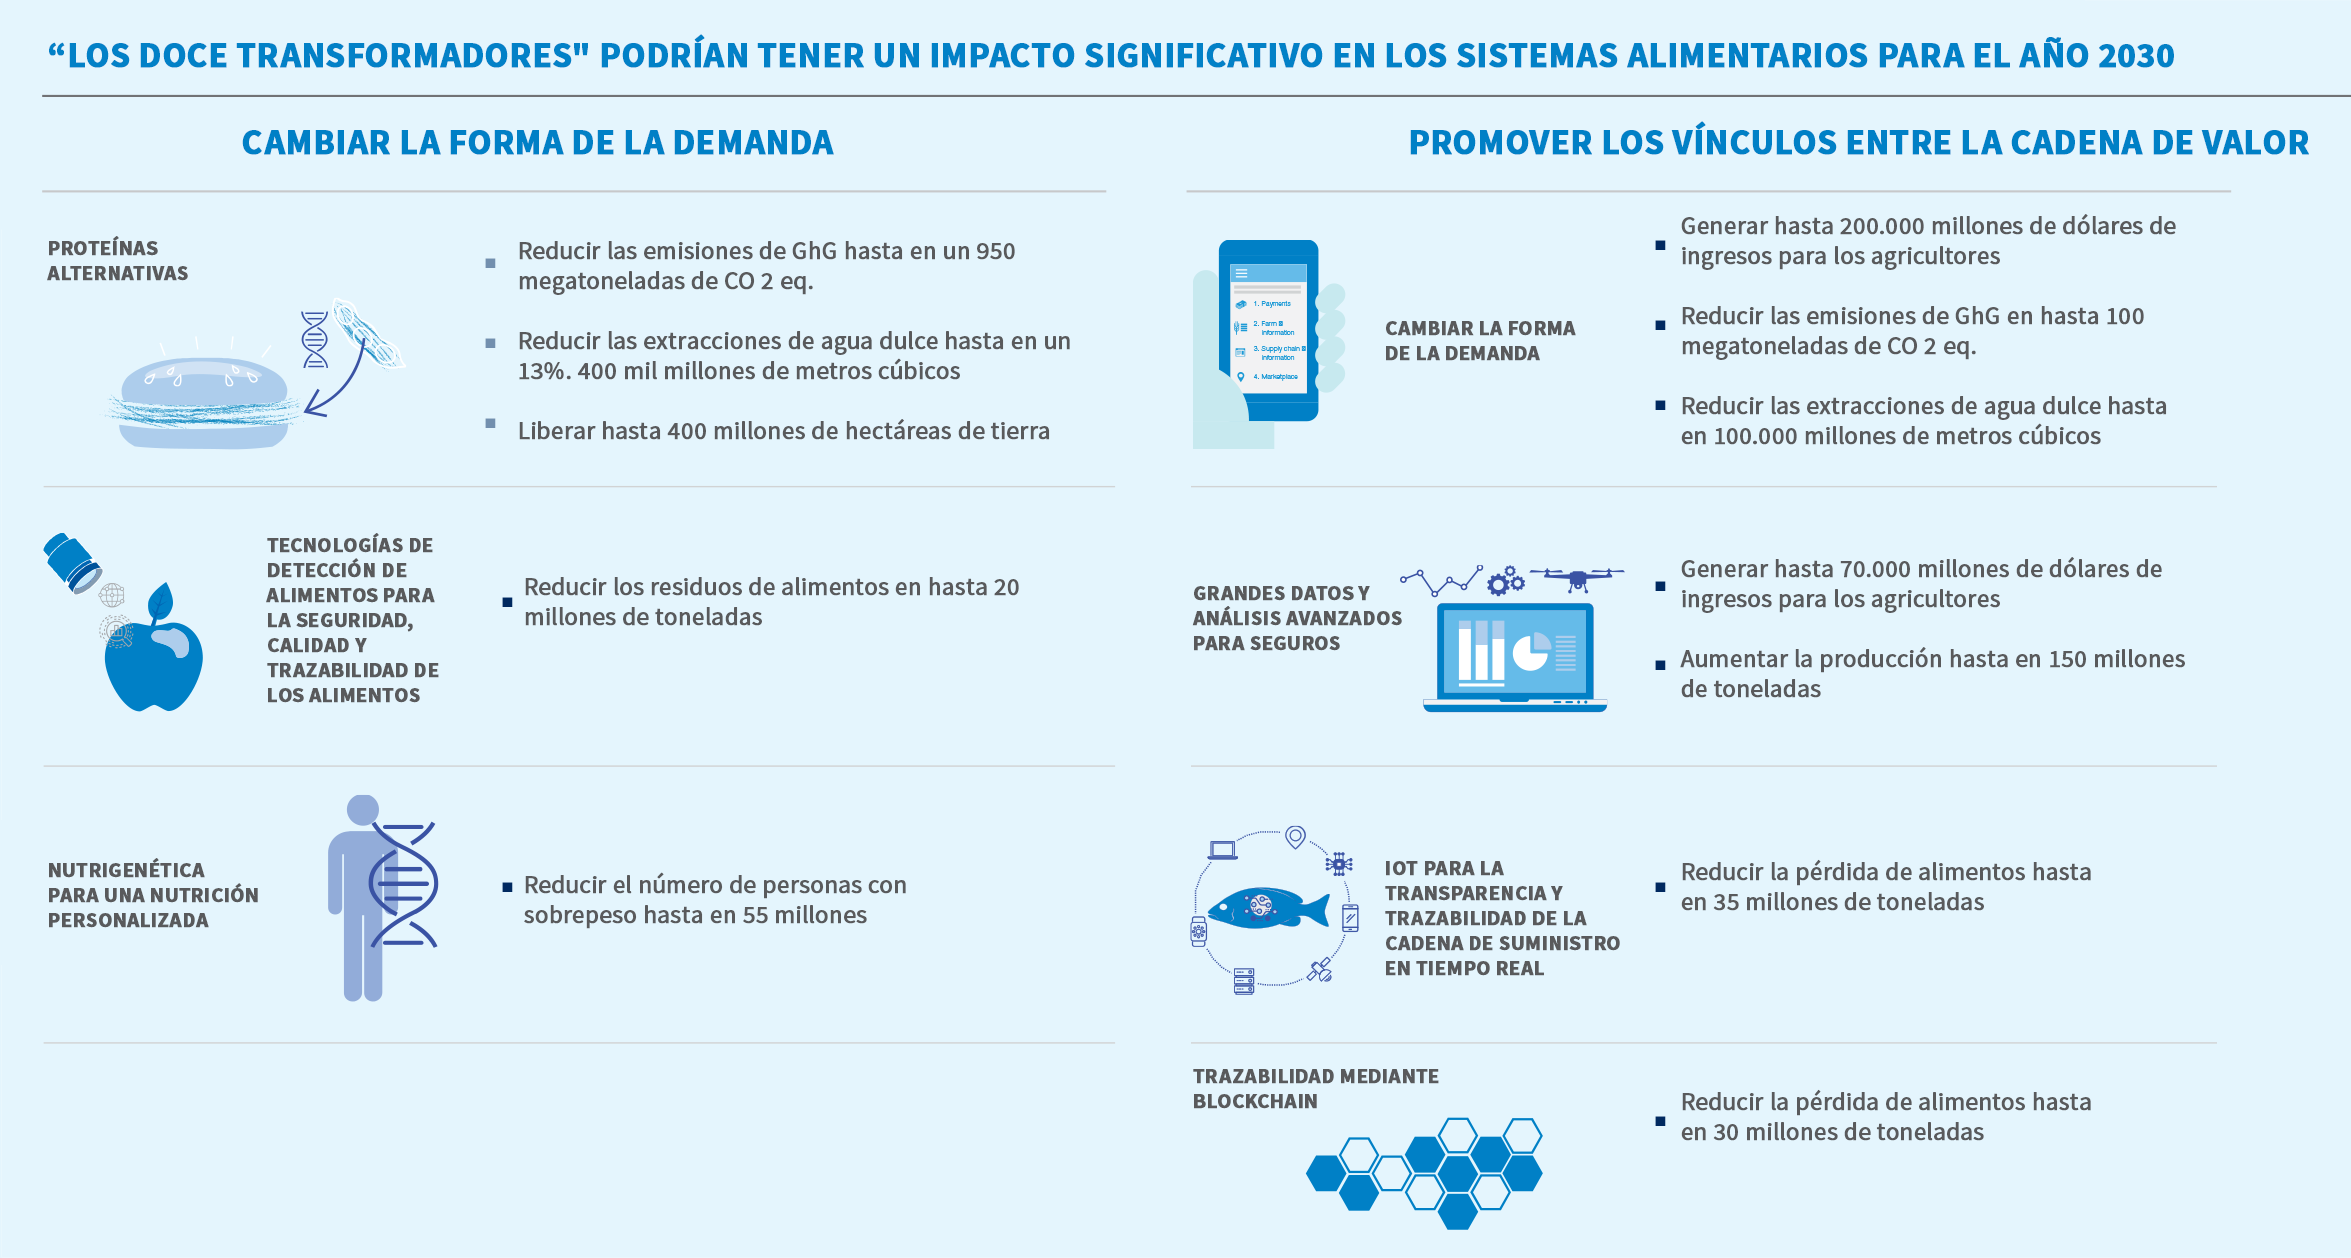 “LOS DOCE TRANSFORMADORES" PODRÍAN TENER UN IMPACTO SIGNIFICATIVO EN LOS SISTEMAS ALIMENTARIOS PARA EL AÑO 2030
CAMBIAR LA FORMA DE LA DEMANDA
PROTEÍNAS
ALTERNATIVAS
Reducir las emisiones de GhG hasta en un 950
megatoneladas de CO 2 eq.
Reducir las extracciones de agua dulce hasta en un
13%. 400 mil millones de metros cúbicos
Liberar hasta 400 millones de hectáreas de tierra
TECNOLOGÍAS DE
DETECCIÓN DE
ALIMENTOS PARA
LA SEGURIDAD,
CALIDAD Y
TRAZABILIDAD DE
LOS ALIMENTOS
Reducir los residuos de alimentos en hasta 20
millones de toneladas
NUTRIGENÉTICA
PARA UNA NUTRICIÓN
PERSONALIZADA
Reducir el número de personas con
sobrepeso hasta en 55 millones
PROMOVER LOS VÍNCULOS ENTRE LA CADENA DE VALOR
1. Payments
2. Farm
information
3. Supply chain
information
4. Marketplace
CAMBIAR LA FORMA
DE LA DEMANDA
Generar hasta 200.000 millones de dólares de
ingresos para los agricultores
Reducir las emisiones de GhG en hasta 100
megatoneladas de CO 2 eq.
Reducir las extracciones de agua dulce hasta
en 100.000 millones de metros cúbicos
GRANDES DATOS Y
ANÁLISIS AVANZADOS
PARA SEGUROS
Generar hasta 70.000 millones de dólares de
ingresos para los agricultores
Aumentar la producción hasta en 150 millones
de toneladas
IOT PARA LA
TRANSPARENCIA Y
TRAZABILIDAD DE LA
CADENA DE SUMINISTRO
EN TIEMPO REAL
Reducir la pérdida de alimentos hasta
en 35 millones de toneladas
TRAZABILIDAD MEDIANTE
BLOCKCHAIN
Reducir la pérdida de alimentos hasta
en 30 millones de toneladas